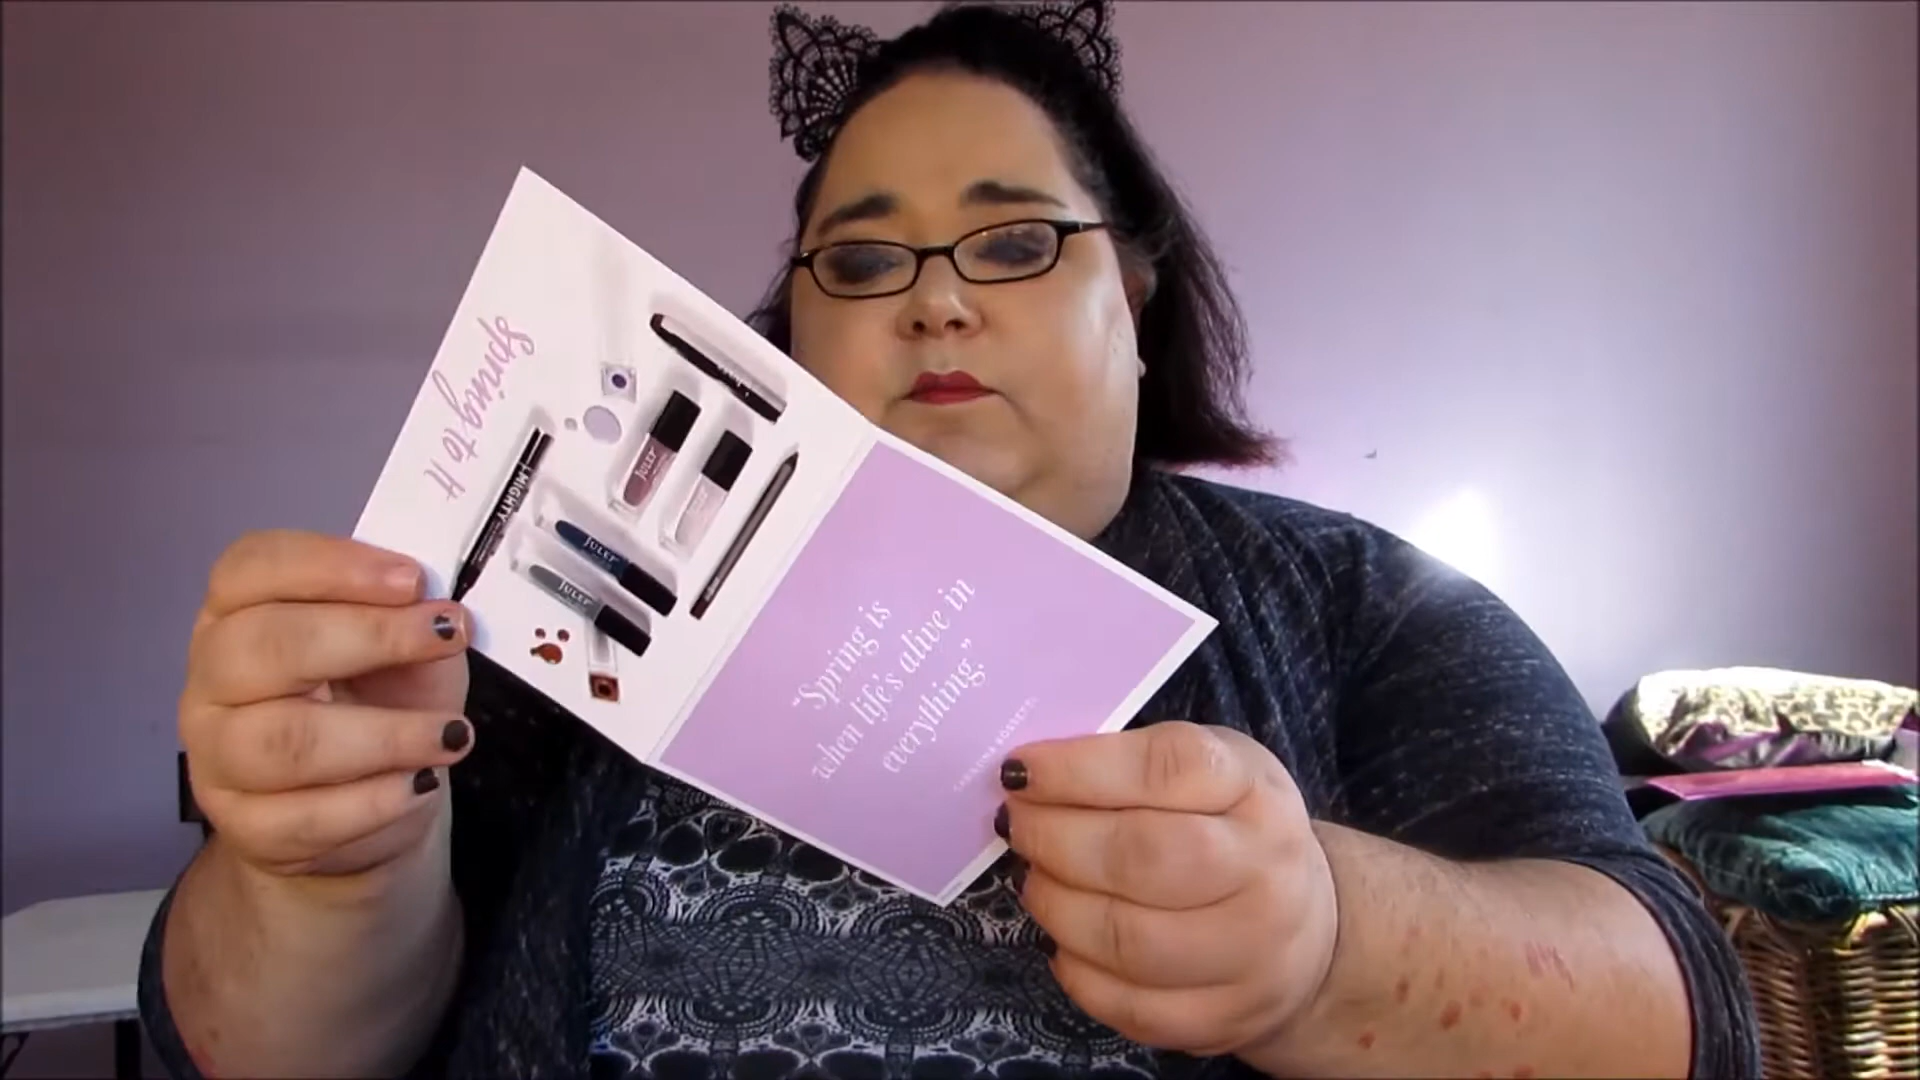 Spring to it
JULEP
MIGHTY
JULEP
JULEP
"Spring is
when life's alive in
everything."